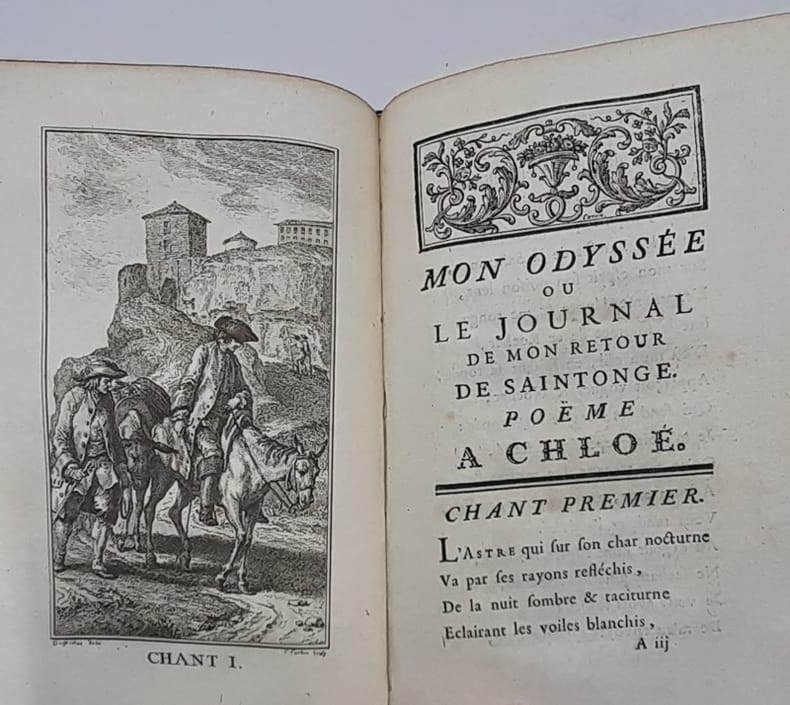 CHANT I.
MON ODYSSÉE
OU
LE JOURNAL
DE MON RETOUR
DE SAINTONGE.
POËME
A CHLOÉ.
CHANT PREMIER.
L'ASTRE qui ſur ſon char nocturne
Va par ſes rayons refléchis,
De la nuit ſombre & taciturne
Eclairant les voiles blanchis,
A iij